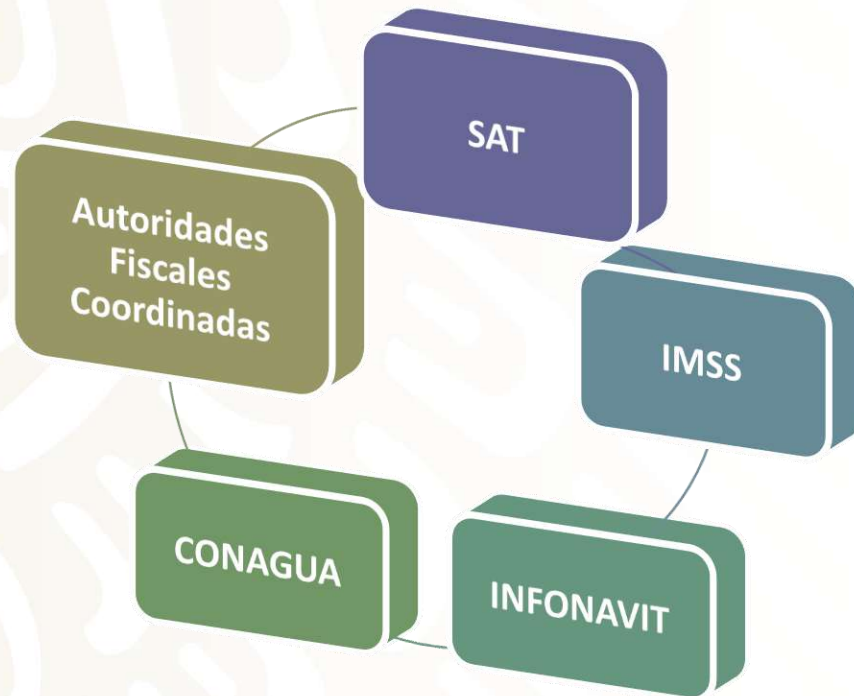 SAT
Autoridades
Fiscales
Coordinadas
IMSS
CONAGUA
INFONAVIT